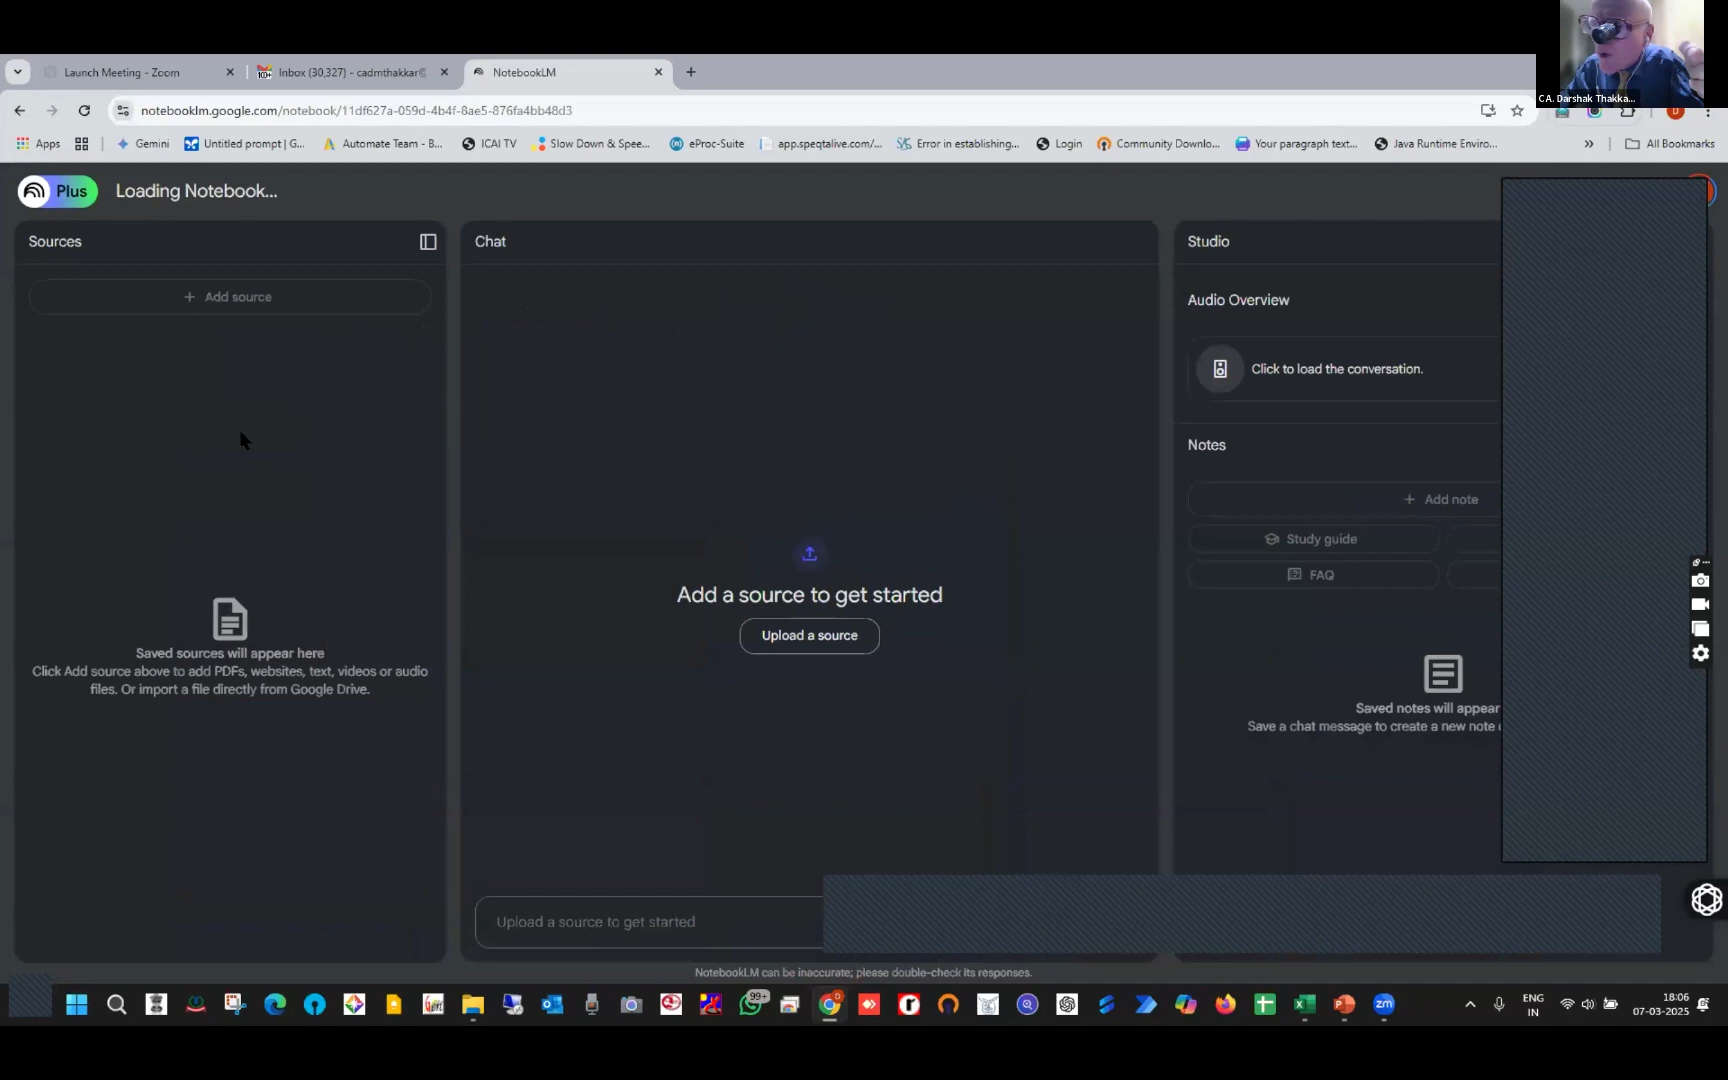 CA. Darshak Thakka...
Launch Meeting - Zoom
Inbox (30,327) - cadmthakkar@
NotebookLM
notebooklm.google.com/notebook/11df627a-059d-4b4f-8ae5-876fa4bb48d3
Apps
Gemini
Untitled prompt | G...
Automate Team - B...
ICAI TV
Slow Down & Spee...
eProc-Suite
app.speqtalive.com/...
Error in establishing...
Login
Community Downlo...
Your paragraph text...
Java Runtime Enviro...
All Bookmarks
Plus
Loading Notebook...
Sources
+ Add source
Saved sources will appear here
Click Add source above to add PDFs, websites, text, videos or audio
files. Or import a file directly from Google Drive.
Chat
Add a source to get started
Upload a source
Upload a source to get started
Studio
Audio Overview
Click to load the conversation.
Notes
+ Add note
Study guide
FAQ
Saved notes will appear
Save a chat message to create a new note
NotebookLM can be inaccurate; please double-check its responses.
99+
ENG
IN
18:06
07-03-2025